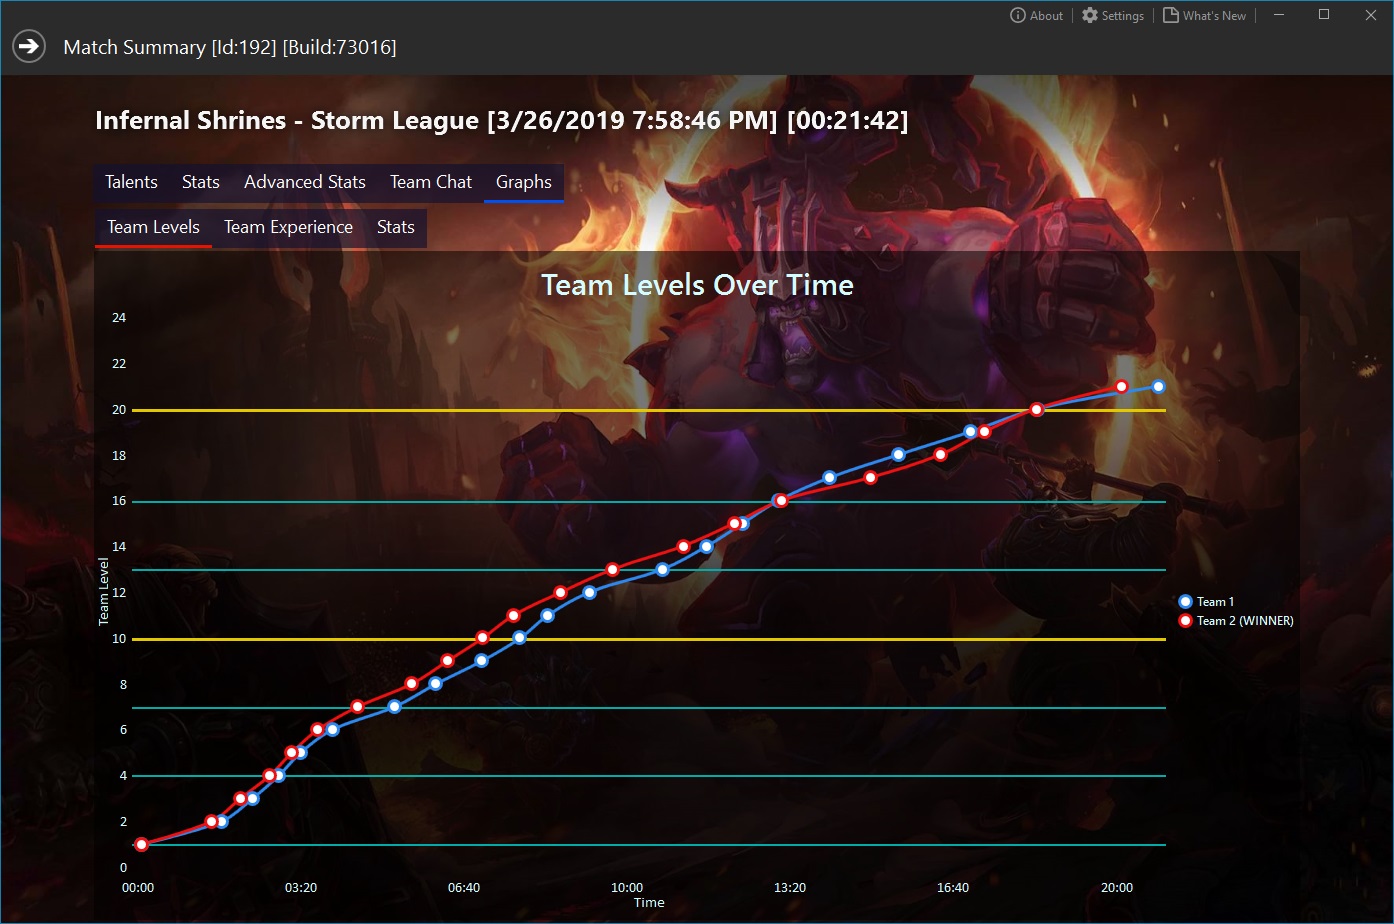 About
Settings
What's New
Match Summary [Id:192] [Build:73016]
Infernal Shrines - Storm League [3/26/2019 7:58:46 PM] [00:21:42]
Talents Stats Advanced Stats Team Chat Graphs
Team Levels Team Experience Stats
Team Levels Over Time
24
22
20
18
16
14
12
10
8
6
4
2
0
Team Level
00:00 03:20 06:40 10:00 13:20 16:40 20:00
Time
Team 1
Team 2 (WINNER)